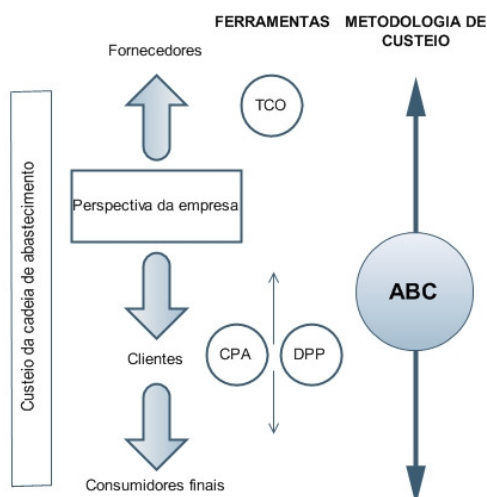 FERRAMENTAS
METODOLOGIA DE
CUSTEIO
Fornecedores
TCO
Custeio da cadeia de abastecimento
Perspectiva da empresa
ABC
Clientes
CPA
DPP
Consumidores finais